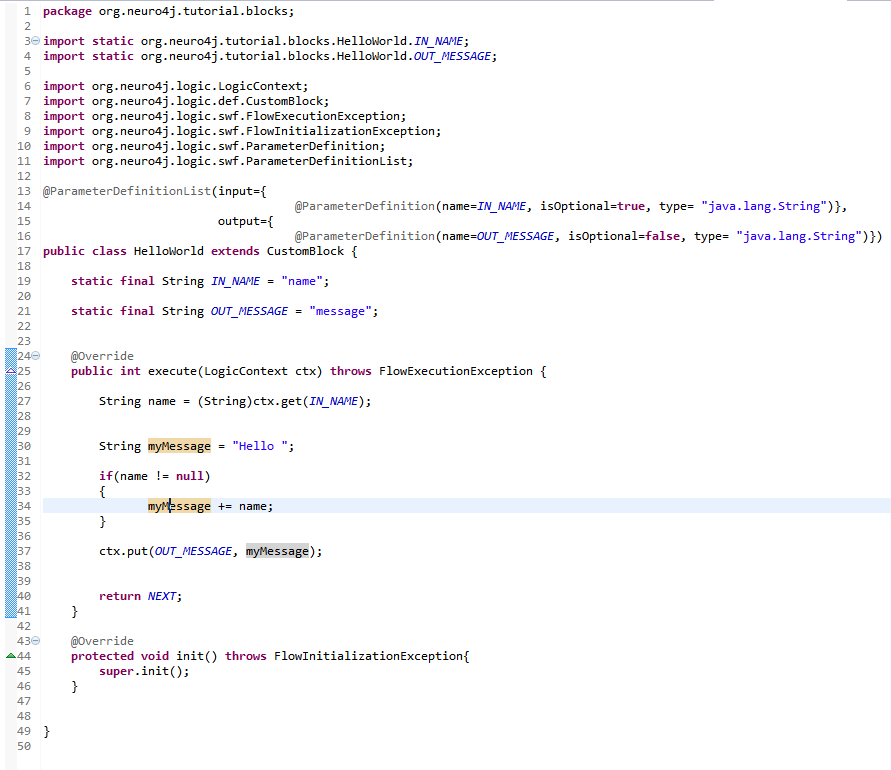 1 package org.neuro4j.tutorial.blocks;
2
3 import static org.neuro4j.tutorial.blocks.HelloWorld.IN_NAME;
4 import static org.neuro4j.tutorial.blocks.HelloWorld.OUT_MESSAGE;
5
6 import org.neuro4j.logic.LogicContext;
7 import org.neuro4j.logic.def.CustomBlock;
8 import org.neuro4j.logic.swf.FlowExecutionException;
9 import org.neuro4j.logic.swf.FlowInitializationException;
10 import org.neuro4j.logic.swf.ParameterDefinition;
11 import org.neuro4j.logic.swf.ParameterDefinitionList;
12
13 @ParameterDefinitionList(input={
14                                     @ParameterDefinition(name=IN_NAME, isOptional=true, type= "java.lang.String")},
15                          output={
16                                     @ParameterDefinition(name=OUT_MESSAGE, isOptional=false, type= "java.lang.String")})
17 public class HelloWorld extends CustomBlock {
18
19     static final String IN_NAME = "name";
20
21     static final String OUT_MESSAGE = "message";
22
23
24     @Override
25     public int execute(LogicContext ctx) throws FlowExecutionException {
26
27         String name = (String)ctx.get(IN_NAME);
28
29
30         String myMessage = "Hello ";
31
32         if(name != null)
33         {
34                myMessage += name;
35         }
36
37         ctx.put(OUT_MESSAGE, myMessage);
38
39
40         return NEXT;
41     }
42
43     @Override
44     protected void init() throws FlowInitializationException{
45         super.init();
46     }
47
48
49 }
50